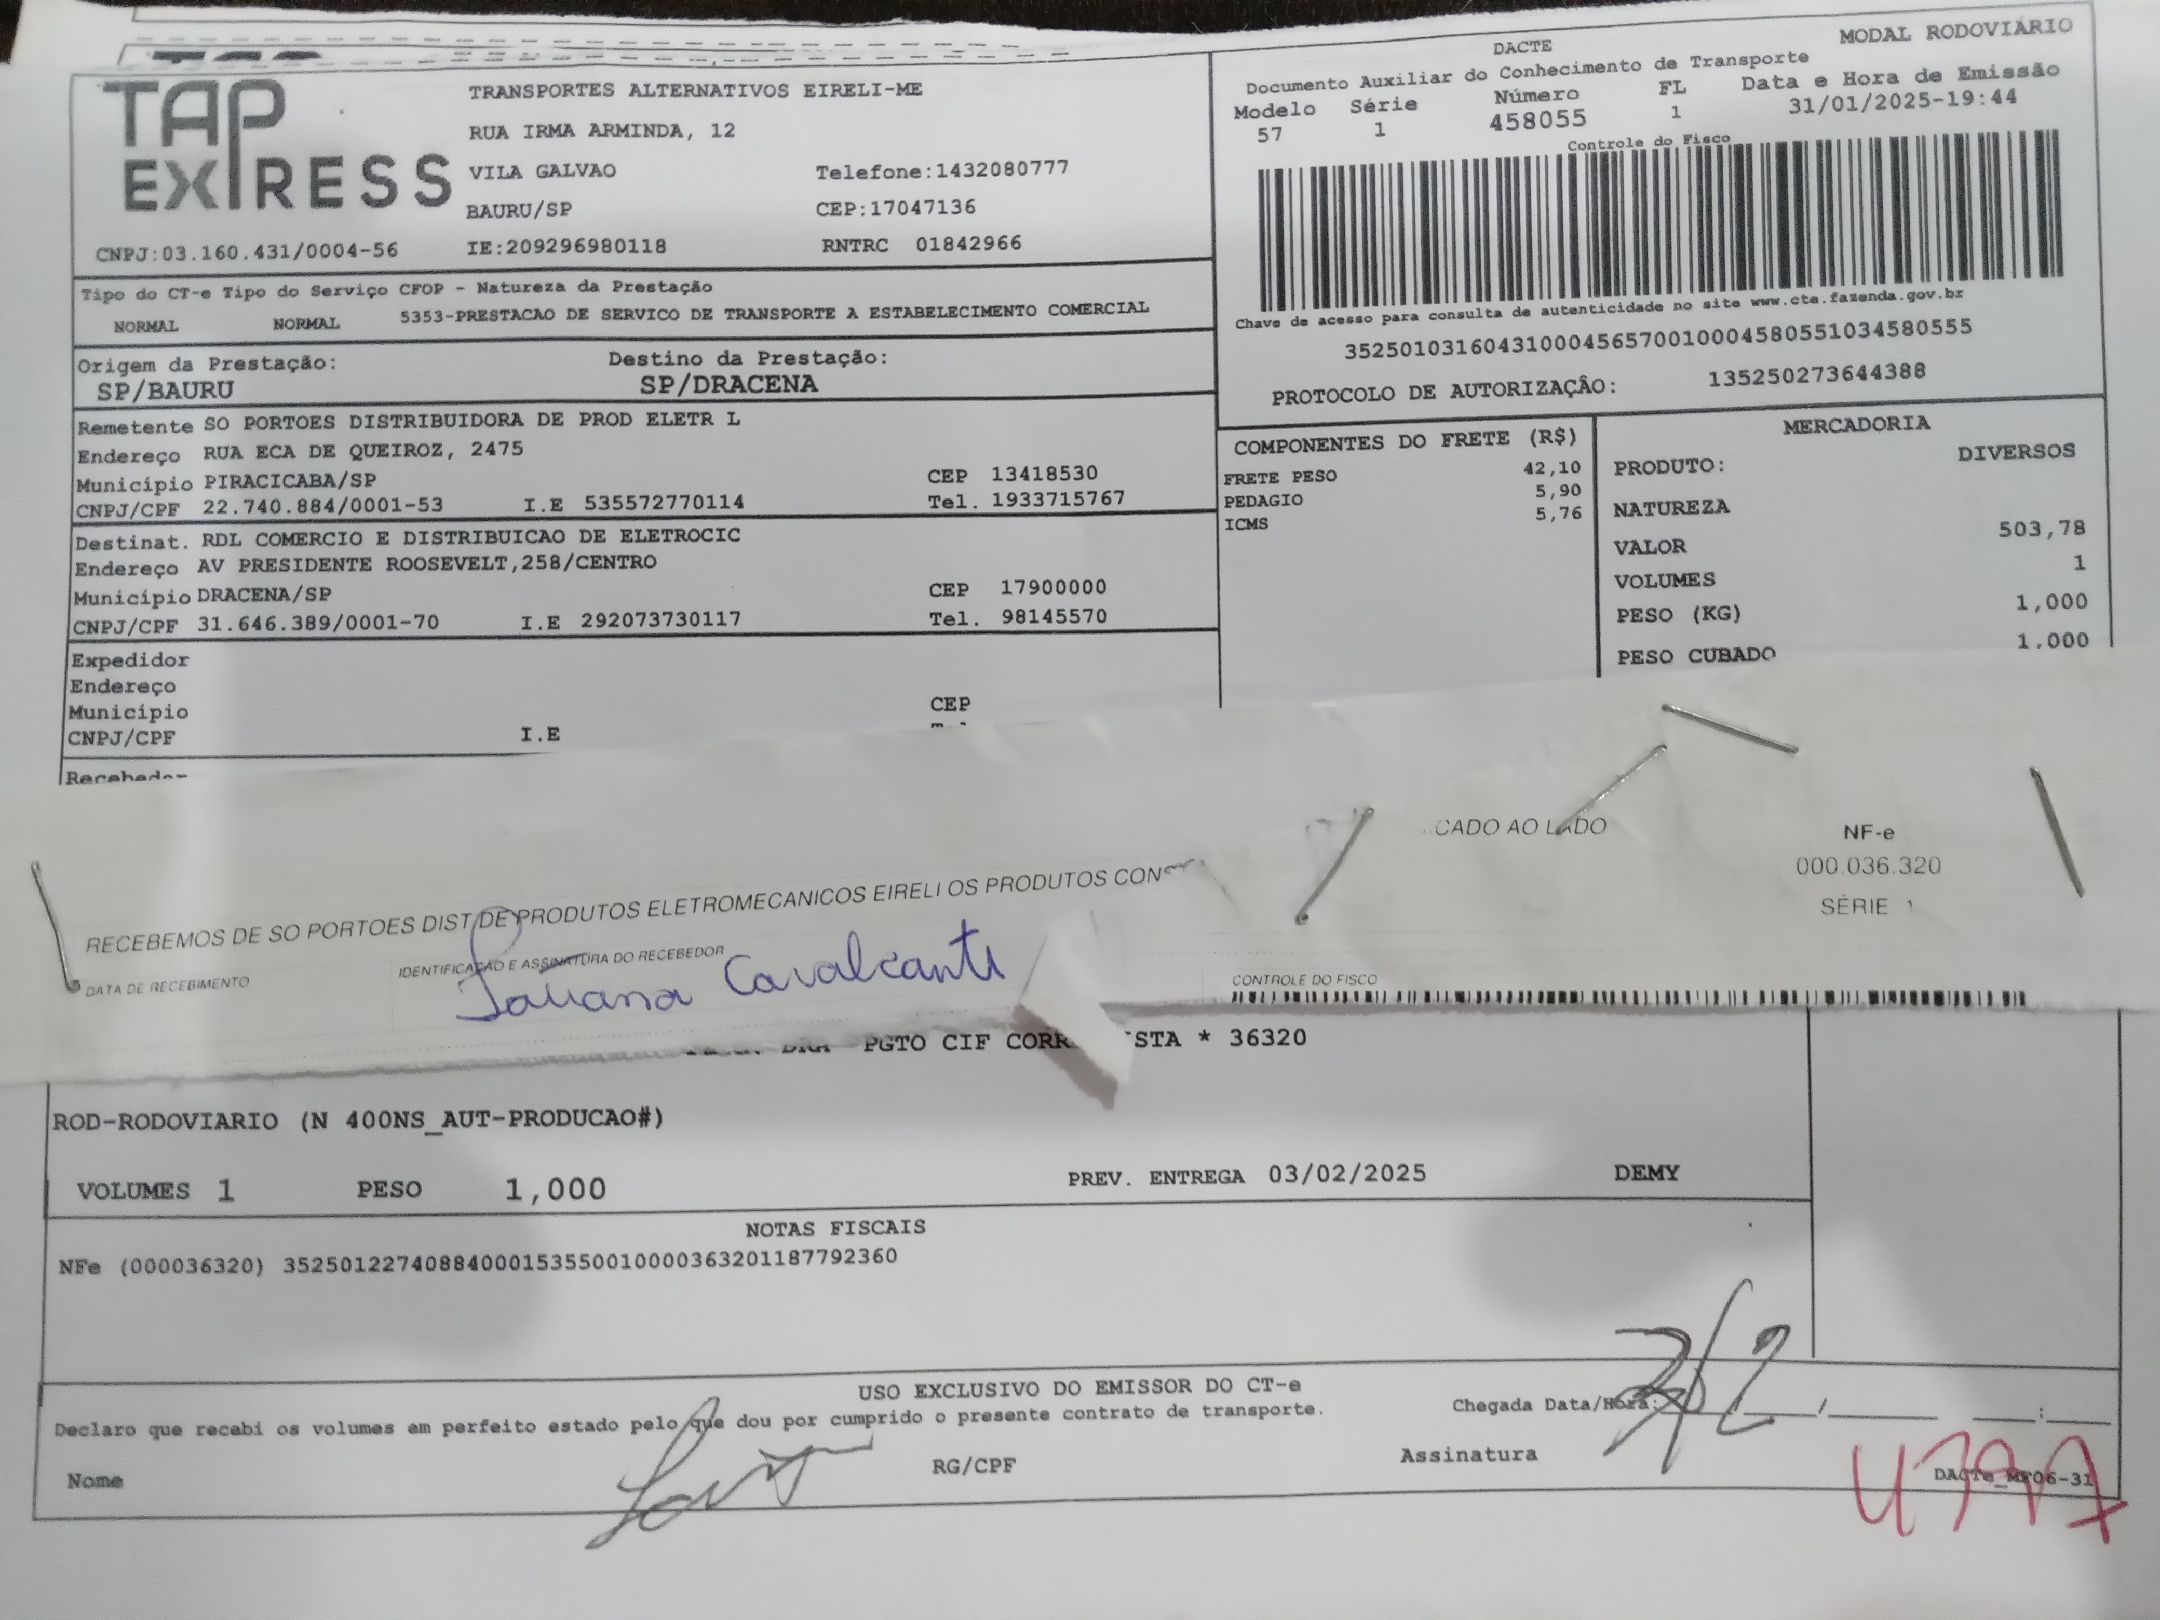 TAP
EXPRESS
CNPJ:03.160.431/0004-56
TRANSPORTES ALTERNATIVOS EIRELI-ME
RUA IRMA ARMINDA, 12
VILA GALVAO Telefone:1432080777
BAURU/SP CEP:17047136
IE:209296980118 RNTRC 01842966
MODAL RODOVIÁRIO
DACTE
Documento Auxiliar do Conhecimento de Transporte
Modelo Série Número FL Data e Hora de Emissão
57 1 458055 1 31/01/2025-19:44
Controle do Fisco
Chave de acesso para consulta de autenticidade no site www.cte.fazenda.gov.br
35250103160431000456570010004580551034580555
PROTOCOLO DE AUTORIZAÇÂO: 135250273644388
Tipo do CT-e Tipo do Serviço CFOP - Natureza da Prestação
NORMAL NORMAL 5353-PRESTACAO DE SERVICO DE TRANSPORTE A ESTABELECIMENTO COMERCIAL
Origem da Prestação: Destino da Prestação:
SP/BAURU SP/DRACENA
Remetente SO PORTOES DISTRIBUIDORA DE PROD ELETR L
Endereço RUA ECA DE QUEIROZ, 2475
Município PIRACICABA/SP CEP 13418530
CNPJ/CPF 22.740.884/0001-53 I.E 535572770114 Tel. 1933715767
Destinat. RDL COMERCIO E DISTRIBUICAO DE ELETROCIC
Endereço AV PRESIDENTE ROOSEVELT,258/CENTRO
Município DRACENA/SP CEP 17900000
CNPJ/CPF 31.646.389/0001-70 I.E 292073730117 Tel. 98145570
Expedidor
Endereço
Município CEP
CNPJ/CPF I.E
COMPONENTES DO FRETE (R$)
FRETE PESO 42,10
PEDAGIO 5,90
ICMS 5,76
MERCADORIA
PRODUTO: DIVERSOS
NATUREZA
VALOR 503,78
VOLUMES 1
PESO (KG) 1,000
PESO CUBADO 1.000
RECEBEMOS DE SO PORTOES DIST DE PRODUTOS ELETROMECANICOS EIRELI OS PRODUTOS CONS
CADO AO LADO
NF-e
000.036.320
SÉRIE 1
DATA DE RECEBIMENTO IDENTIFICAÇÃO E ASSINATURA DO RECEBEDOR
Tatiana Cavalcanti
CONTROLE DO FISCO
PGTO CIF CORR STA * 36320
ROD-RODOVIARIO (N 400NS_AUT-PRODUCAO#)
VOLUMES 1 PESO 1,000 PREV. ENTREGA 03/02/2025 DEMY
NOTAS FISCAIS
NFe (000036320) 35250122740884000153550010000363201187792360
USO EXCLUSIVO DO EMISSOR DO CT-e
Declaro que recebi os volumes em perfeito estado pelo que dou por cumprido o presente contrato de transporte.
Chegada Data/Hora:
Nome RG/CPF Assinatura